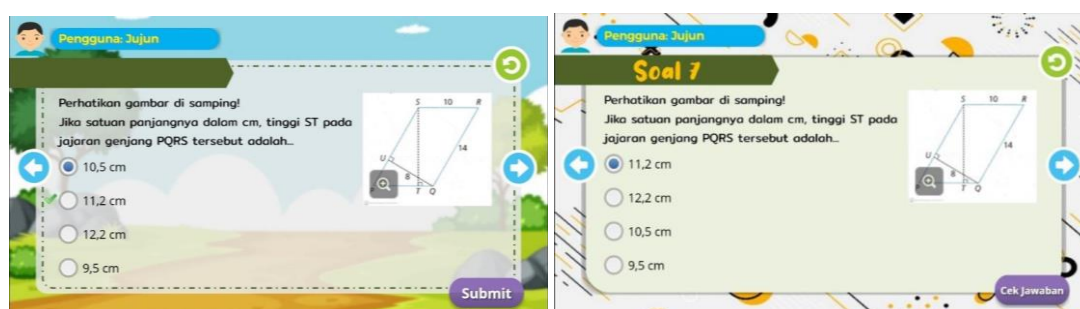 Pengguna: Jujun
Perhatikan gambar di samping!
Jika satuan panjangnya dalam cm, tinggi ST pada
jajaran genjang PQRS tersebut adalah...
10,5 cm
11,2 cm
12,2 cm
9,5 cm
S 10 R
14
U
8
T Q
Submit
Pengguna: Jujun
Soal 7
Perhatikan gambar di samping!
Jika satuan panjangnya dalam cm, tinggi ST pada
jajaran genjang PQRS tersebut adalah...
11,2 cm
12,2 cm
10,5 cm
9,5 cm
S 10 R
14
U
8
T Q
Cek Jawaban